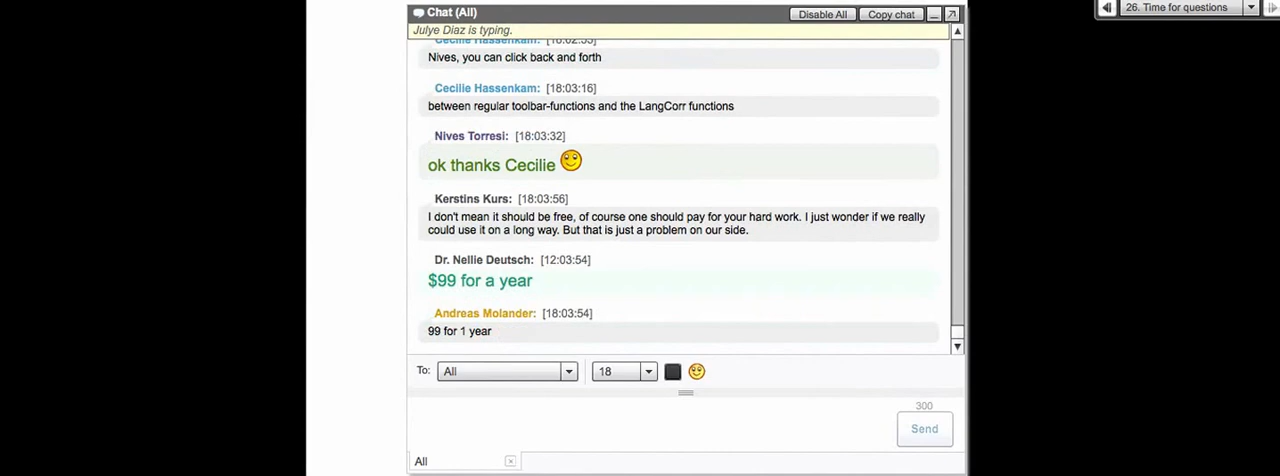 Chat (All)
Disable All
Copy chat
26. Time for questions
Julye Diaz is typing.
Cecilie Hassenkam: [18:02:55]
Nives, you can click back and forth
Cecilie Hassenkam: [18:03:16]
between regular toolbar-functions and the LangCorr functions
Nives Torresi: [18:03:32]
ok thanks Cecilie
Kerstins Kurs: [18:03:56]
I don't mean it should be free, of course one should pay for your hard work. I just wonder if we really
could use it on a long way. But that is just a problem on our side.
Dr. Nellie Deutsch: [12:03:54]
$99 for a year
Andreas Molander: [18:03:54]
99 for 1 year
To: All
18
300
Send
All